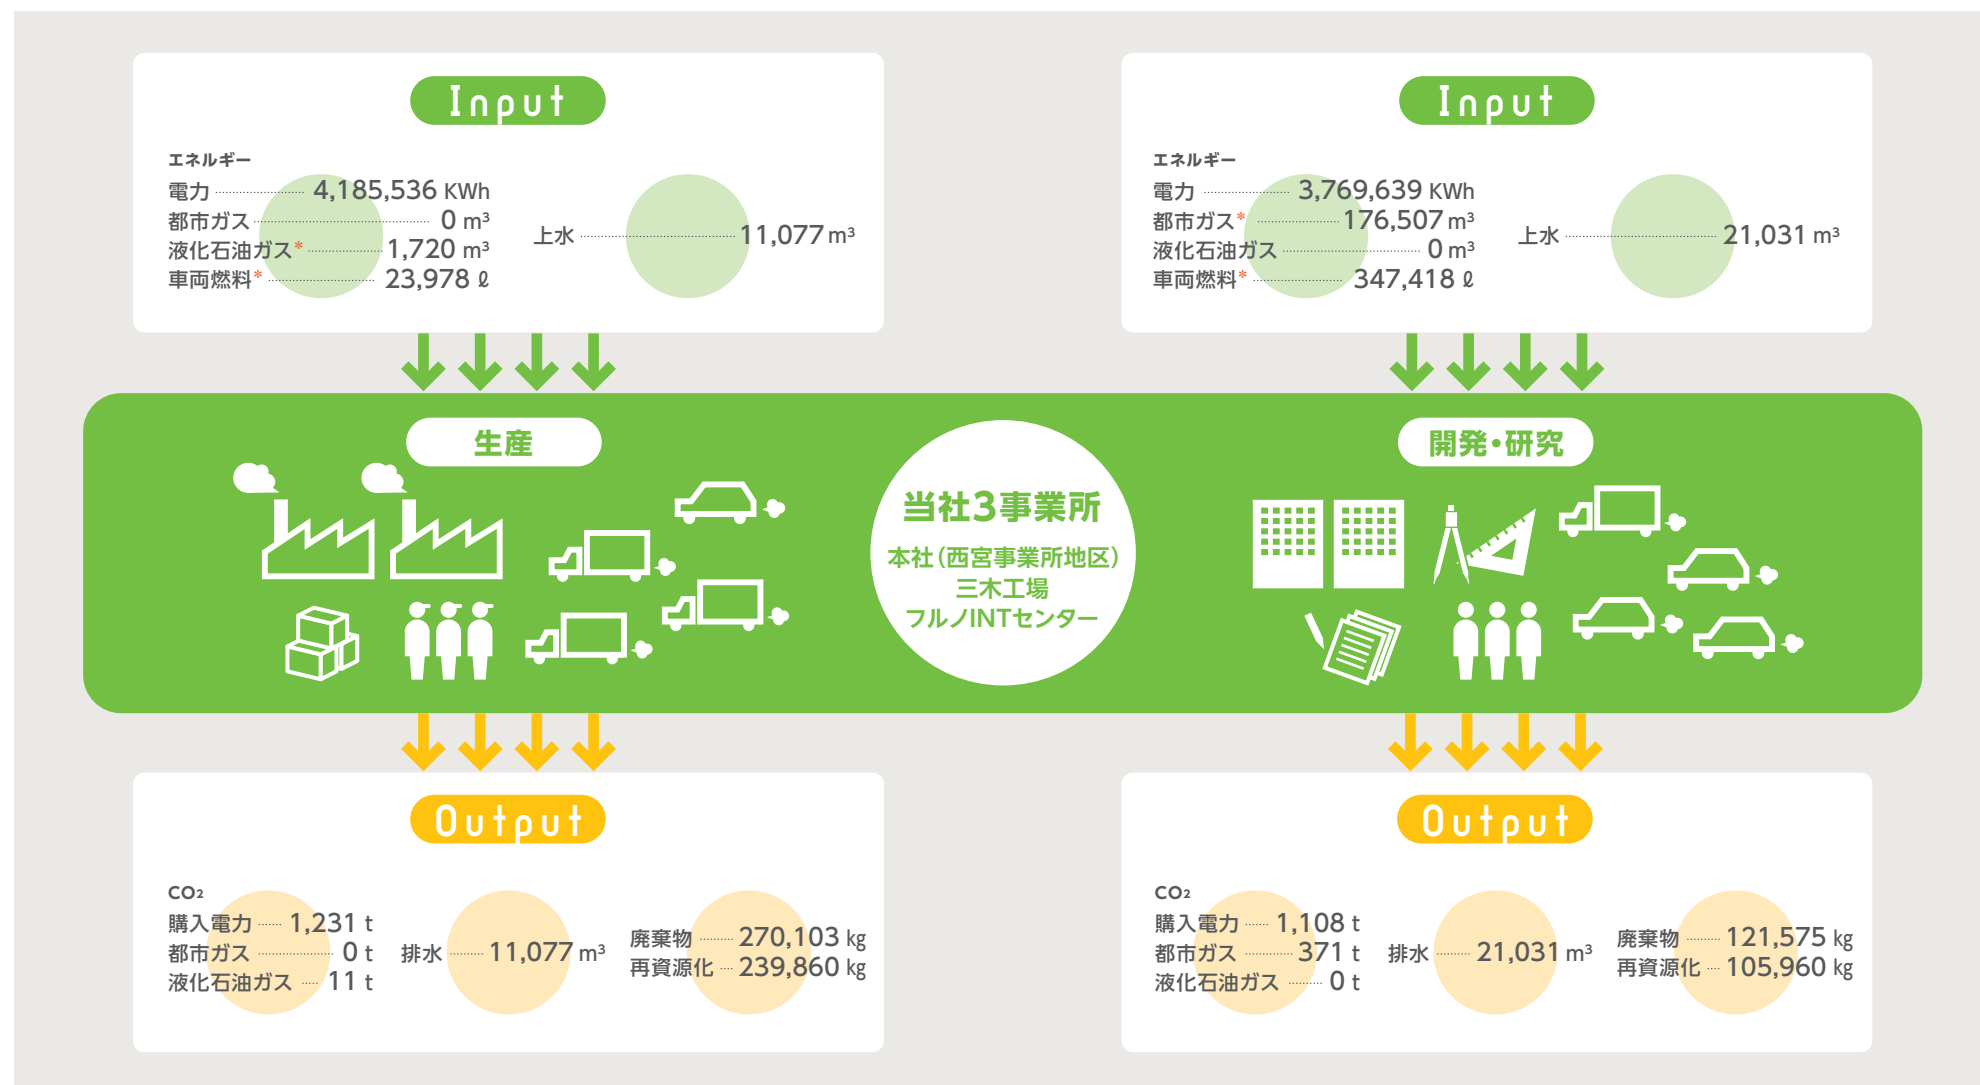 Input
エネルギー
電力 4,185,536 KWh
都市ガス 0 m³
液化石油ガス* 1,720 m³
車両燃料* 23,978 ℓ
上水 11,077 m³
Input
エネルギー
電力 3,769,639 KWh
都市ガス* 176,507 m³
液化石油ガス 0 m³
車両燃料* 347,418 ℓ
上水 21,031 m³
生産
当社3事業所
本社(西宮事業所地区)
三木工場
フルノINTセンター
開発・研究
Output
CO₂
購入電力 1,231 t
都市ガス 0 t
液化石油ガス 11 t
排水 11,077 m³
廃棄物 270,103 kg
再資源化 239,860 kg
Output
CO₂
購入電力 1,108 t
都市ガス 371 t
液化石油ガス 0 t
排水 21,031 m³
廃棄物 121,575 kg
再資源化 105,960 kg